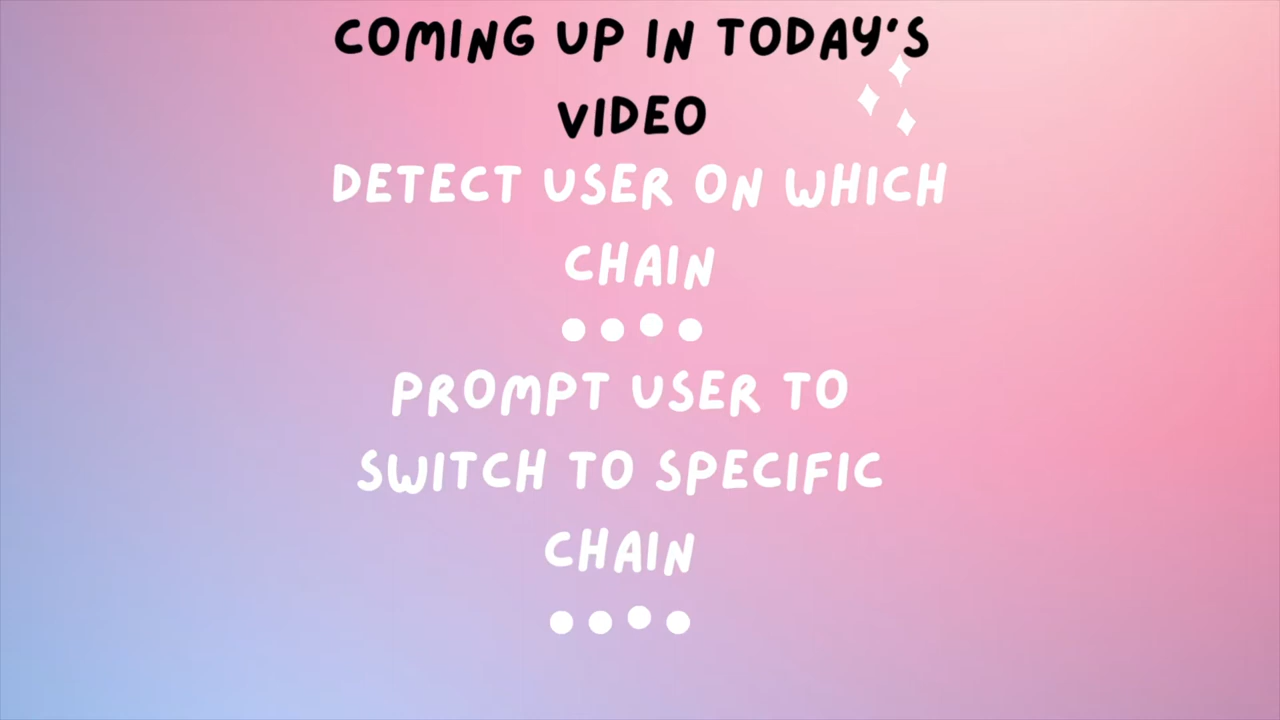 COMING UP IN TODAY'S
VIDEO
DETECT USER ON WHICH
CHAIN
PROMPT USER TO
SWITCH TO SPECIFIC
CHAIN